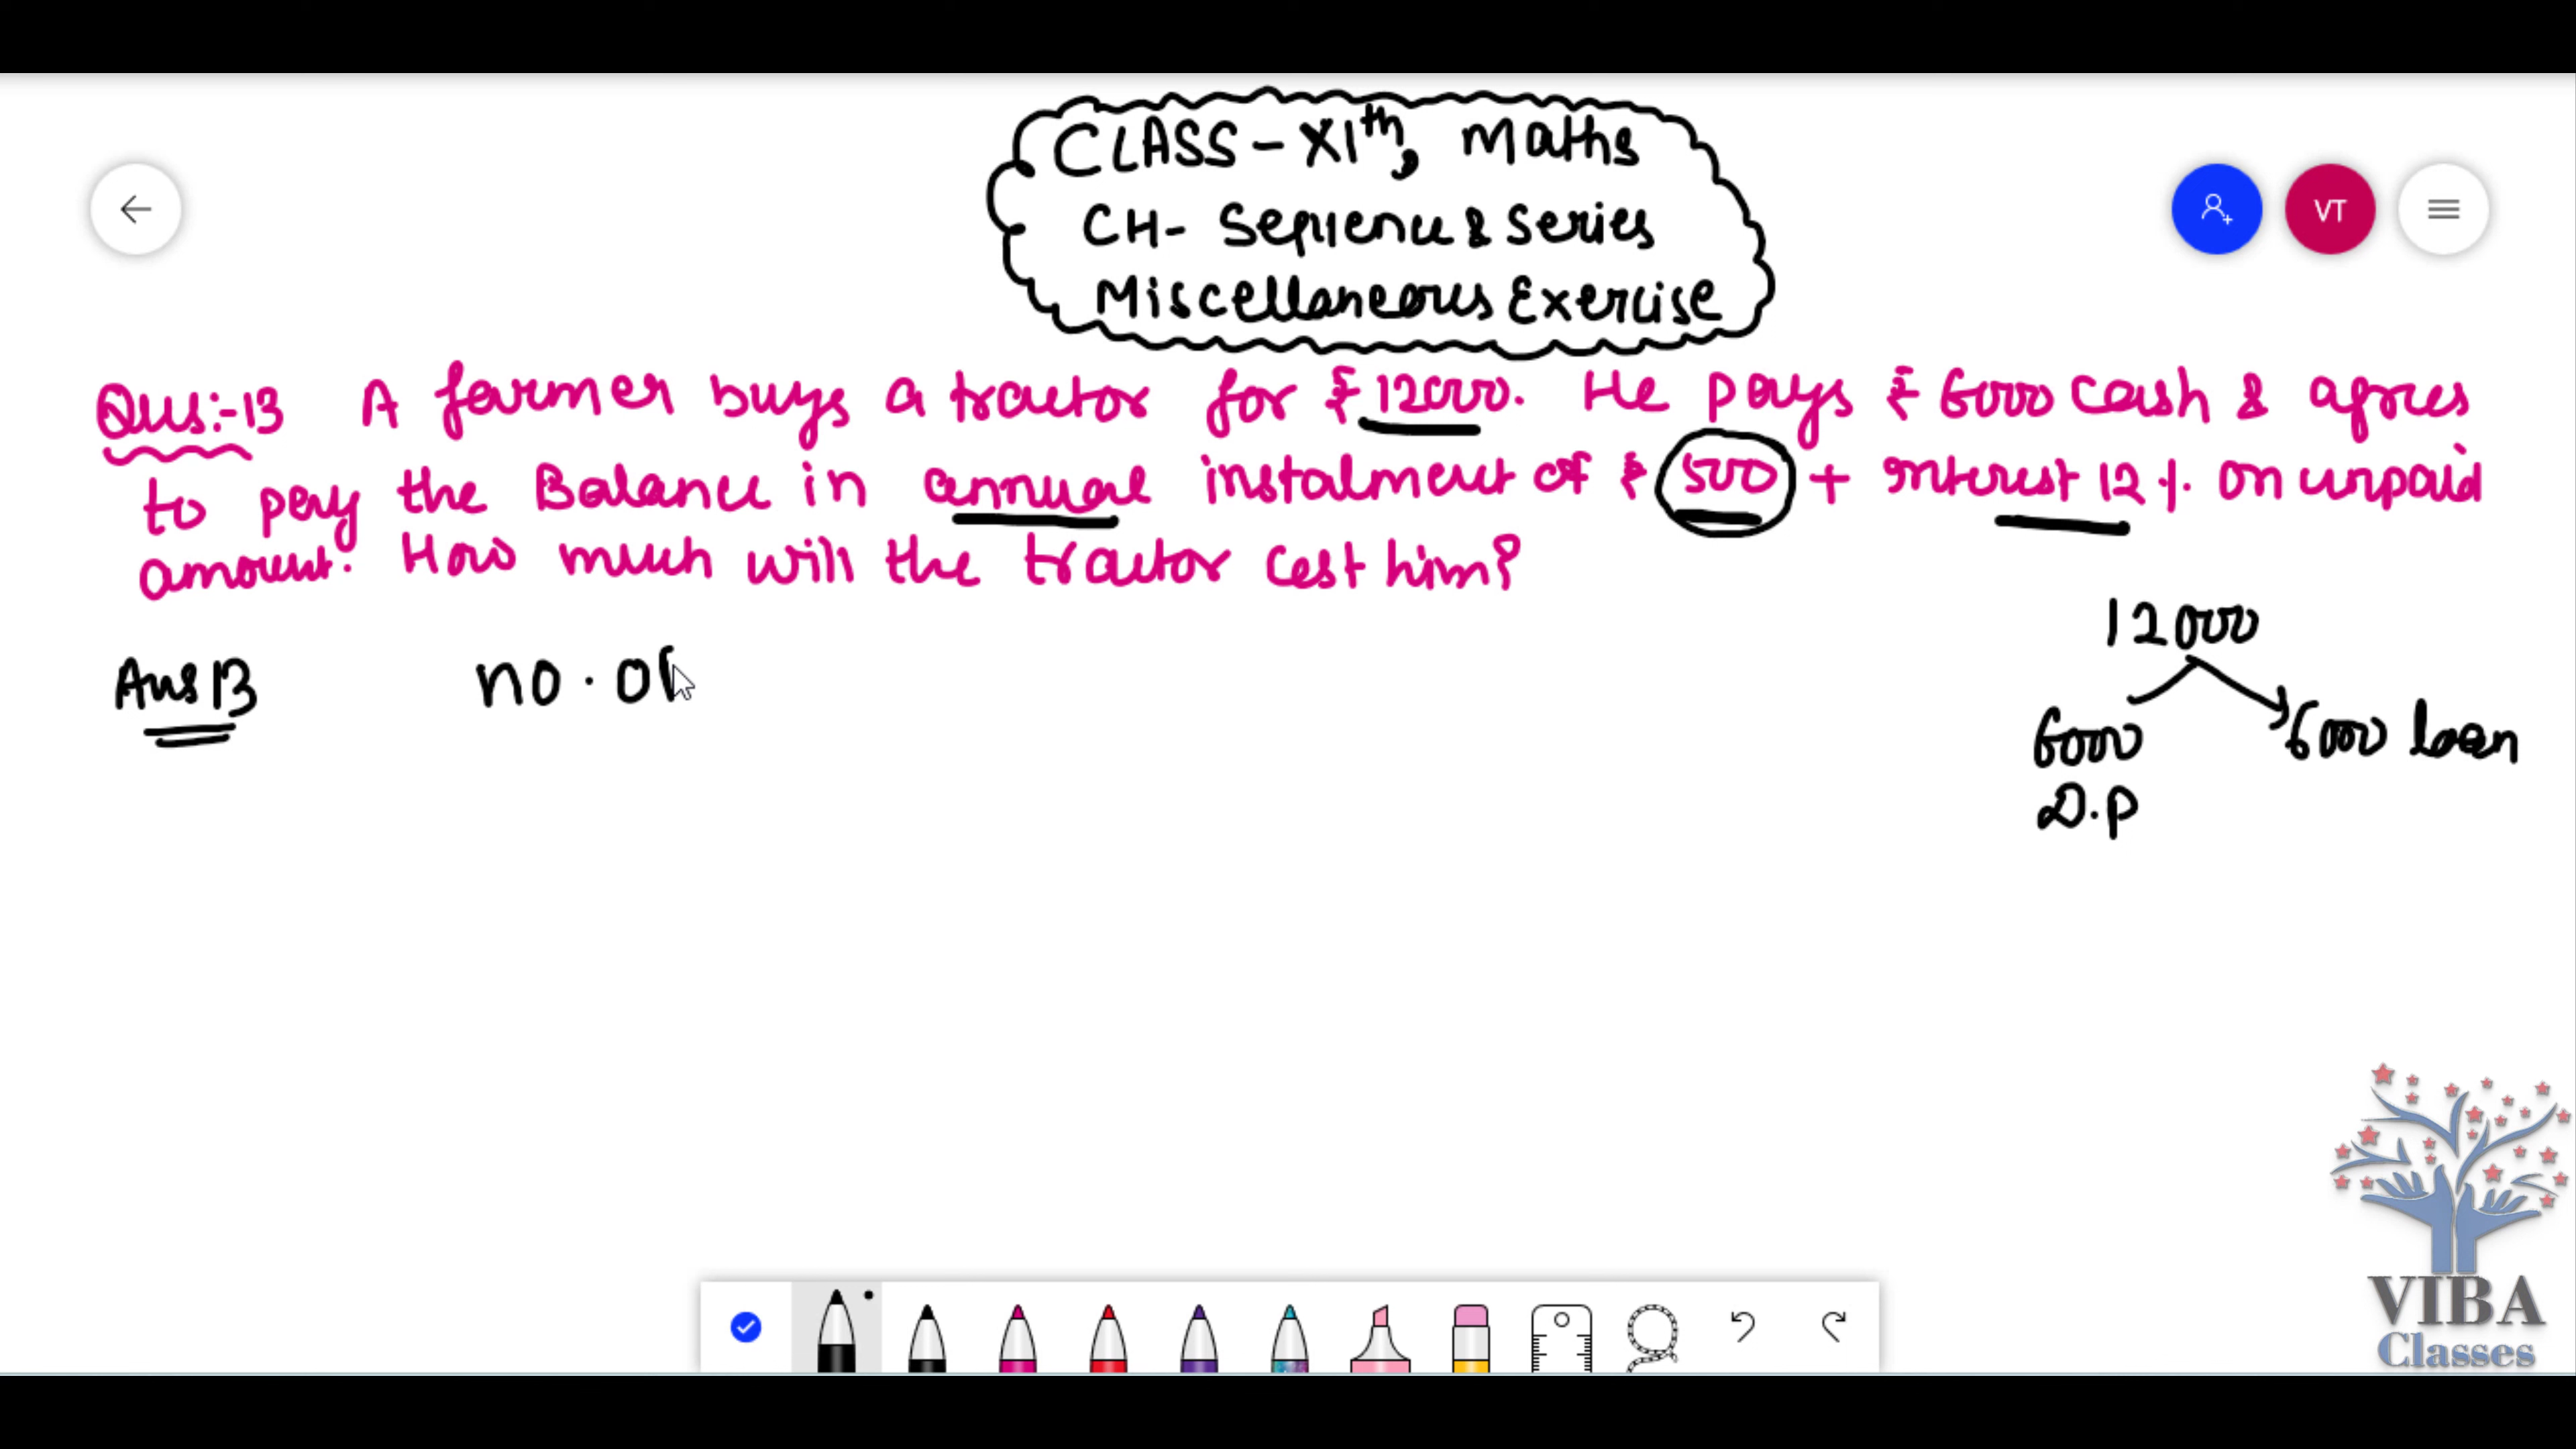 CLASS-XIth, Maths
CH- Sequence & Series
Miscellaneous Exercise
VT
Qus:-13 A farmer buys a tractor for ₹12000. He pays ₹6000 cash & agrees
to pay the Balance in annual instalment of ₹500 + interest 12% on unpaid
amount. How much will the tractor cost him?
12000
Ans 13 no. of
6000 6000 loan
D.P
VIBA
Classes